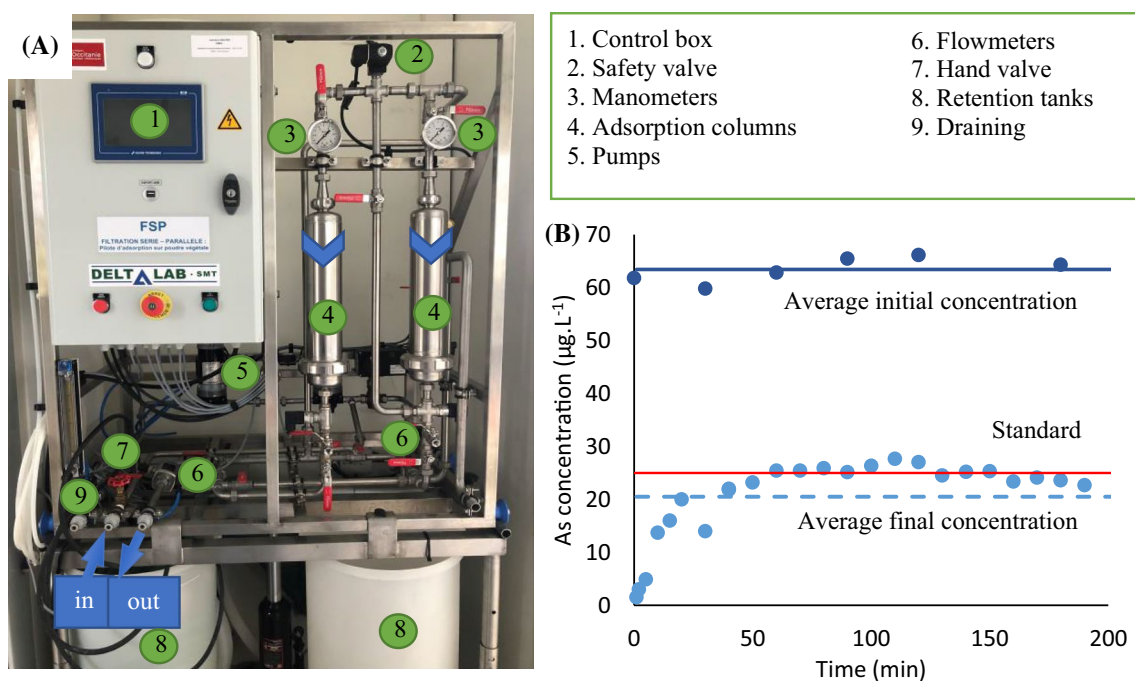 (A)
Occitanie
1
2
3
3
FSP
FILTRATION SERIE – PARALLELE :
Pilote d'adsorption sur poudre végétale
DELTA LAB - SMT
4
4
5
6
7
6
9
in
out
8
8
1. Control box
2. Safety valve
3. Manometers
4. Adsorption columns
5. Pumps
6. Flowmeters
7. Hand valve
8. Retention tanks
9. Draining
(B)
As concentration (µg.L-1)
70
60
50
40
30
20
10
0
Average initial concentration
Standard
Average final concentration
0
50
100
150
200
Time (min)